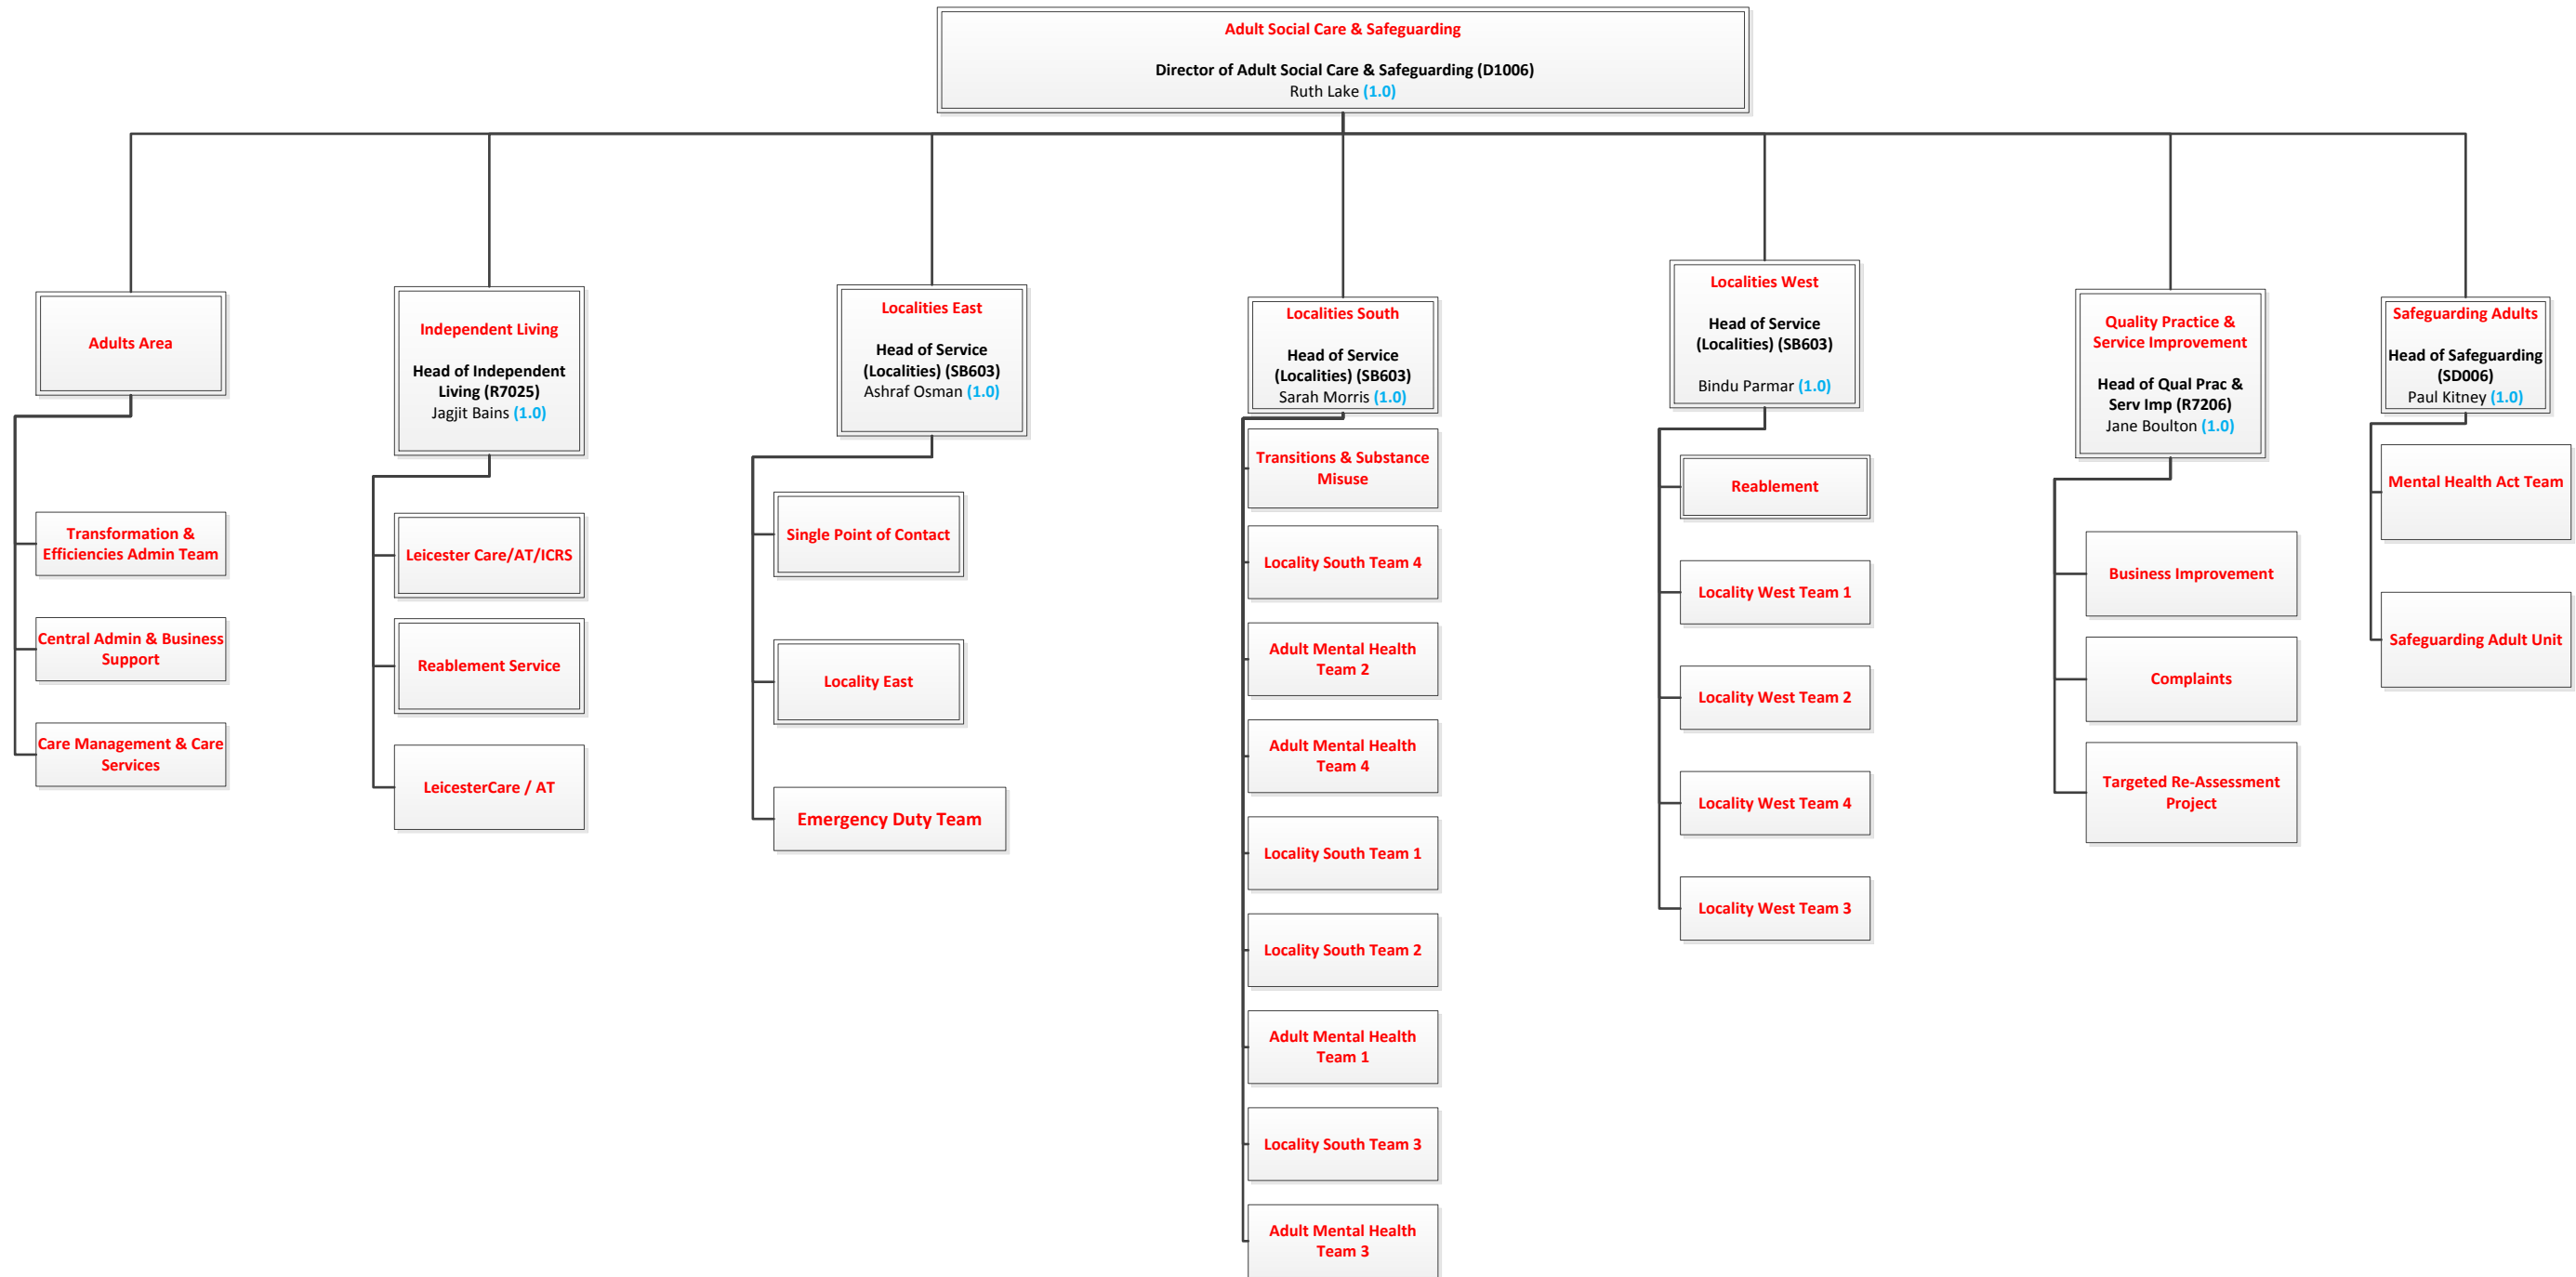 Adult Social Care & Safeguarding
Director of Adult Social Care & Safeguarding (D1006)
Ruth Lake (1.0)
Adults Area
Transformation &
Efficiencies Admin Team
Central Admin & Business
Support
Care Management & Care
Services
Independent Living
Head of Independent
Living (R7025)
Jagjit Bains (1.0)
Leicester Care/AT/ICRS
Reablement Service
LeicesterCare / AT
Localities East
Head of Service
(Localities) (SB603)
Ashraf Osman (1.0)
Single Point of Contact
Locality East
Emergency Duty Team
Localities South
Head of Service
(Localities) (SB603)
Sarah Morris (1.0)
Transitions & Substance
Misuse
Locality South Team 4
Adult Mental Health
Team 2
Adult Mental Health
Team 4
Locality South Team 1
Locality South Team 2
Adult Mental Health
Team 1
Locality South Team 3
Adult Mental Health
Team 3
Localities West
Head of Service
(Localities) (SB603)
Bindu Parmar (1.0)
Reablement
Locality West Team 1
Locality West Team 2
Locality West Team 4
Locality West Team 3
Quality Practice &
Service Improvement
Head of Qual Prac &
Serv Imp (R7206)
Jane Boulton (1.0)
Business Improvement
Complaints
Targeted Re-Assessment
Project
Safeguarding Adults
Head of Safeguarding
(SD006)
Paul Kitney (1.0)
Mental Health Act Team
Safeguarding Adult Unit